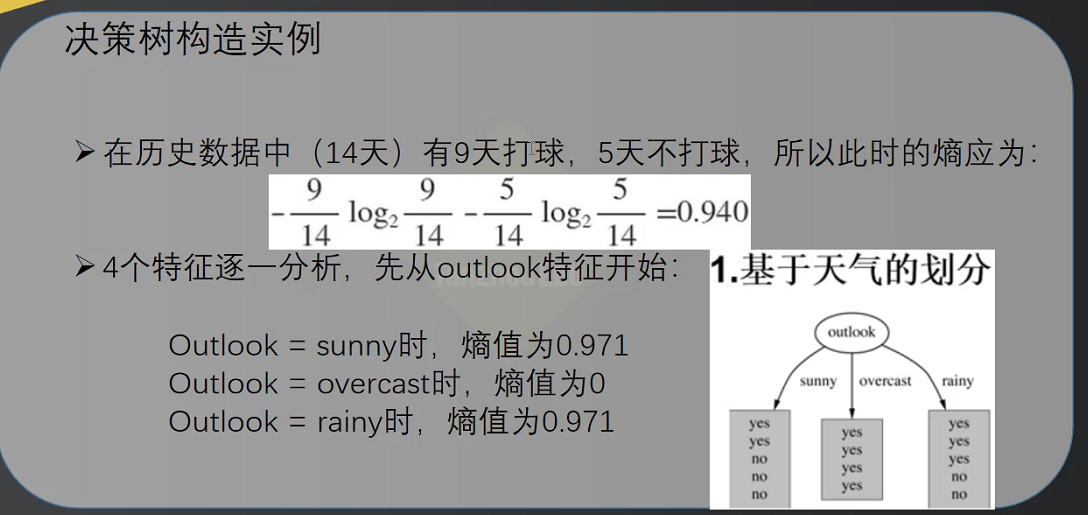 决策树构造实例
➢ 在历史数据中（14天）有9天打球，5天不打球，所以此时的熵应为：
- 9/14 log₂ 9/14 - 5/14 log₂ 5/14 =0.940
➢ 4个特征逐一分析，先从outlook特征开始：
Outlook = sunny时，熵值为0.971
Outlook = overcast时，熵值为0
Outlook = rainy时，熵值为0.971
1.基于天气的划分
outlook
sunny overcast rainy
yes
yes
no
no
no
yes
yes
yes
yes
yes
yes
yes
no
no